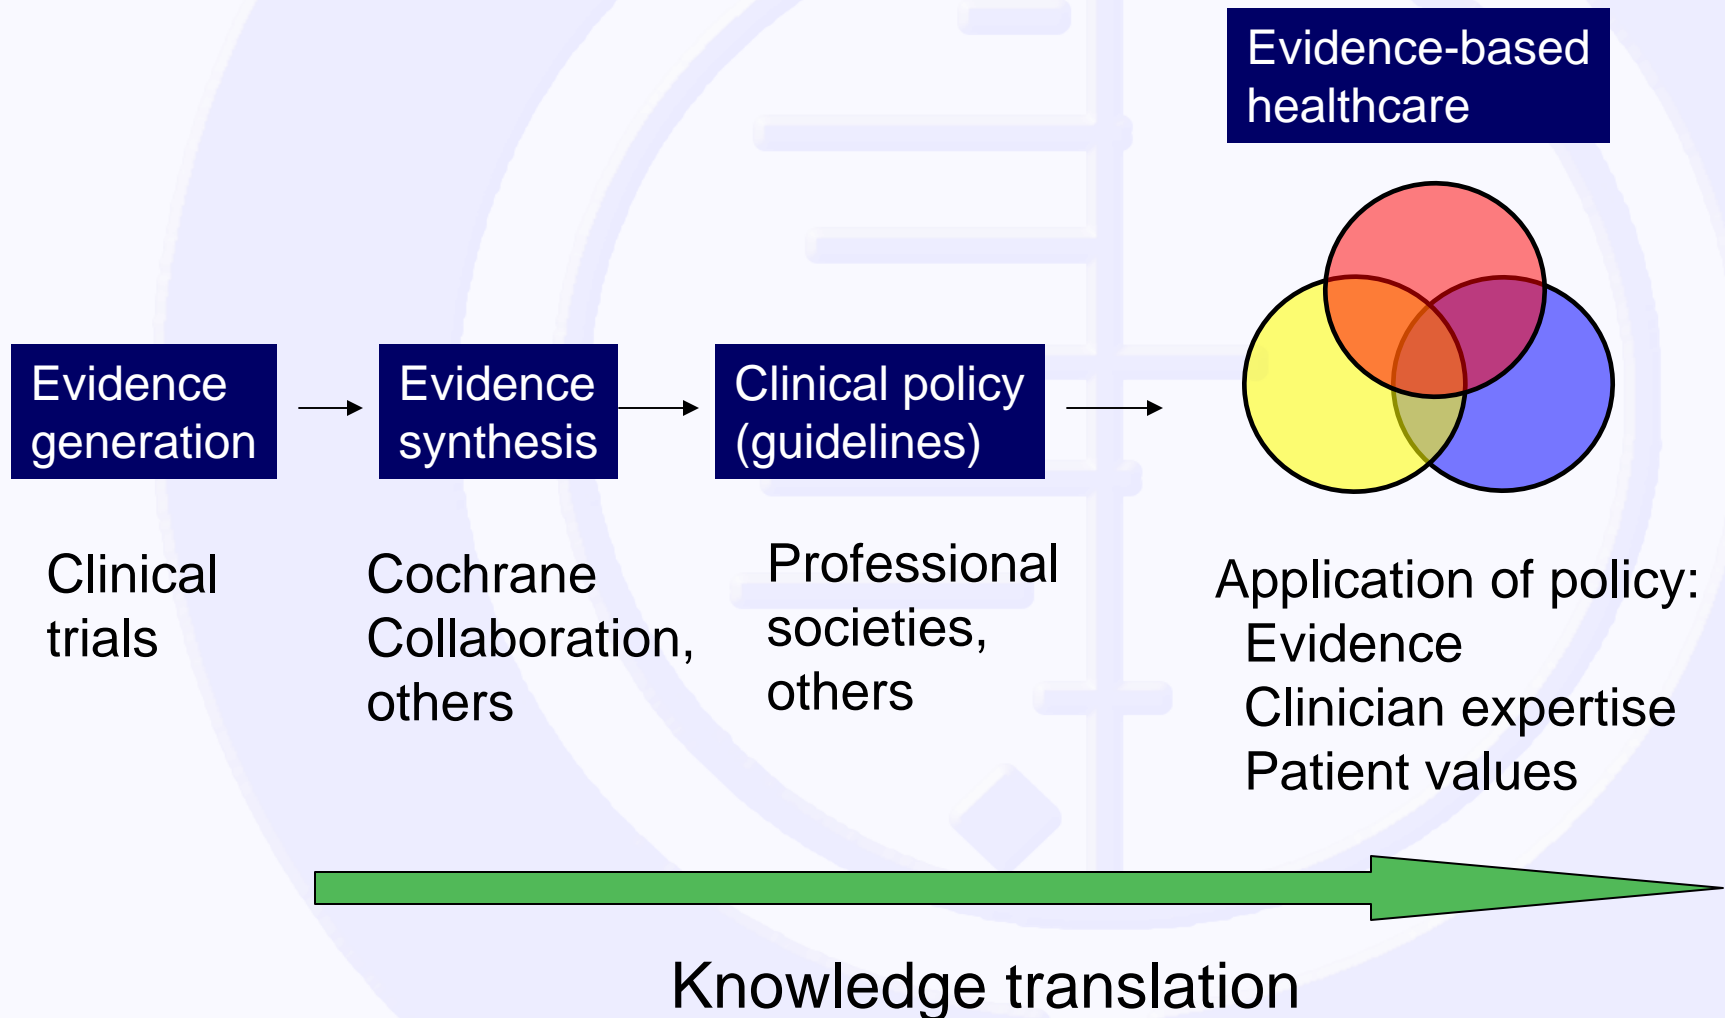 Evidence-based
healthcare
Evidence
generation
Evidence
synthesis
Clinical policy
(guidelines)
Clinical
trials
Cochrane
Collaboration,
others
Professional
societies,
others
Application of policy:
Evidence
Clinician expertise
Patient values
Knowledge translation